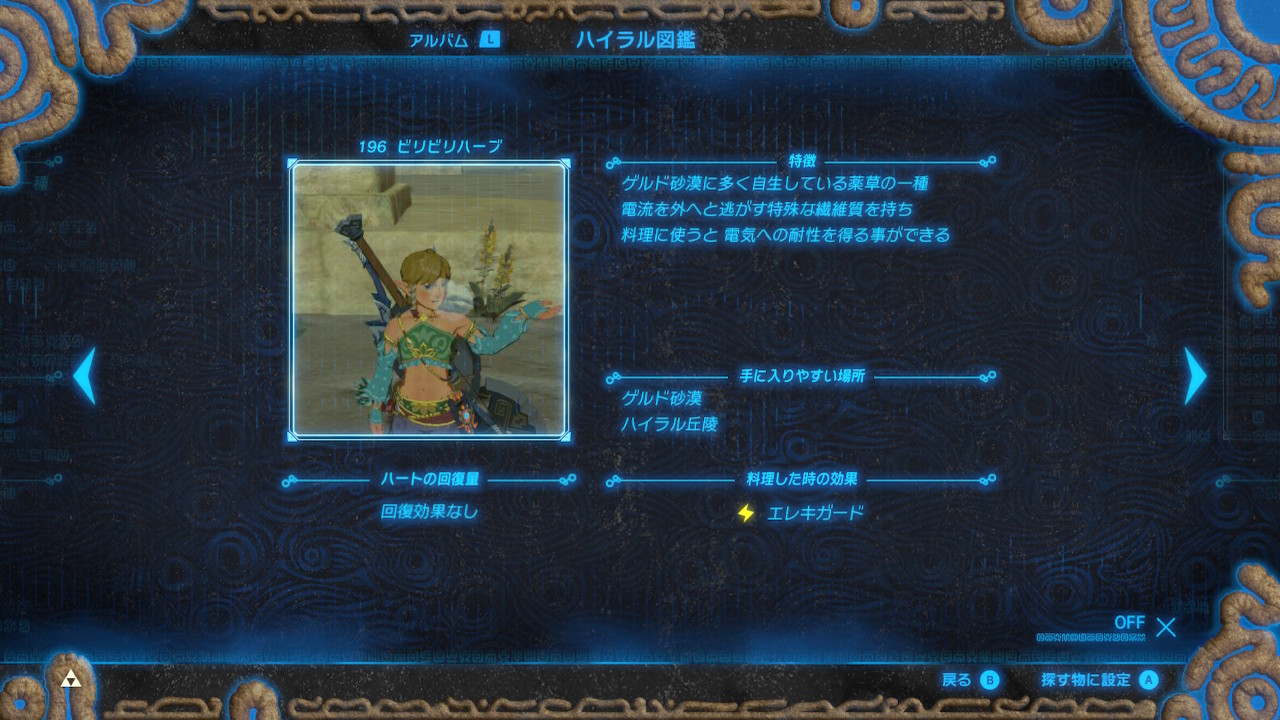 アルバム L
ハイラル図鑑
196 ビリビリハーブ
特徴
ゲルド砂漠に多く自生している薬草の一種
電流を外へと逃がす特殊な繊維質を持ち
料理に使うと 電気への耐性を得る事ができる
手に入りやすい場所
ゲルド砂漠
ハイラル丘陵
ハートの回復量
回復効果なし
料理した時の効果
エレキガード
OFF
戻る B
探す物に設定 A